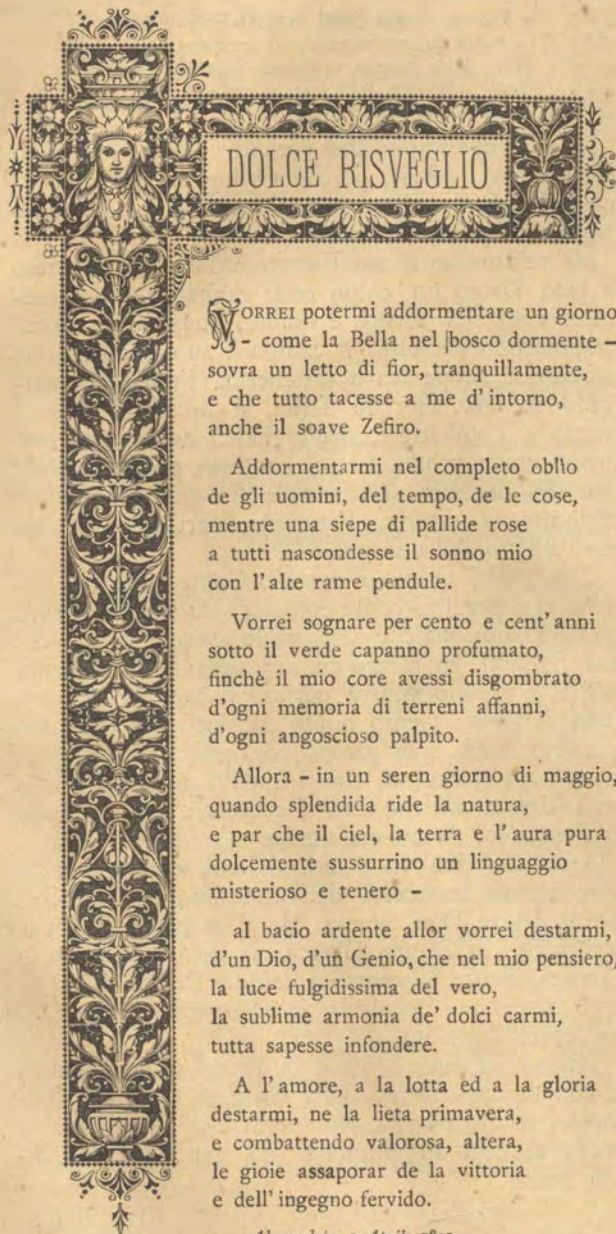 DOLCE RISVEGLIO
VORREI potermi addormentare un giorno
- come la Bella nel |bosco dormente -
sovra un letto di fior, tranquillamente,
e che tutto tacesse a me d'intorno,
anche il soave Zefiro.
Addormentarmi nel completo oblìo
de gli uomini, del tempo, de le cose,
mentre una siepe di pallide rose
a tutti nascondesse il sonno mio
con l'alte rame pendule.
Vorrei sognare per cento e cent'anni
sotto il verde capanno profumato,
finchè il mio core avessi disgombrato
d'ogni memoria di terreni affanni,
d'ogni angoscioso palpito.
Allora - in un seren giorno di maggio,
quando splendida ride la natura,
e par che il ciel, la terra e l'aura pura
dolcemente sussurrino un linguaggio
misterioso e tenero -
al bacio ardente allor vorrei destarmi,
d'un Dio, d'un Genio, che nel mio pensiero,
la luce fulgidissima del vero,
la sublime armonia de' dolci carmi,
tutta sapesse infondere.
A l'amore, a la lotta ed a la gloria
destarmi, ne la lieta primavera,
e combattendo valorosa, altera,
le gioie assaporar de la vittoria
e dell'ingegno fervido.